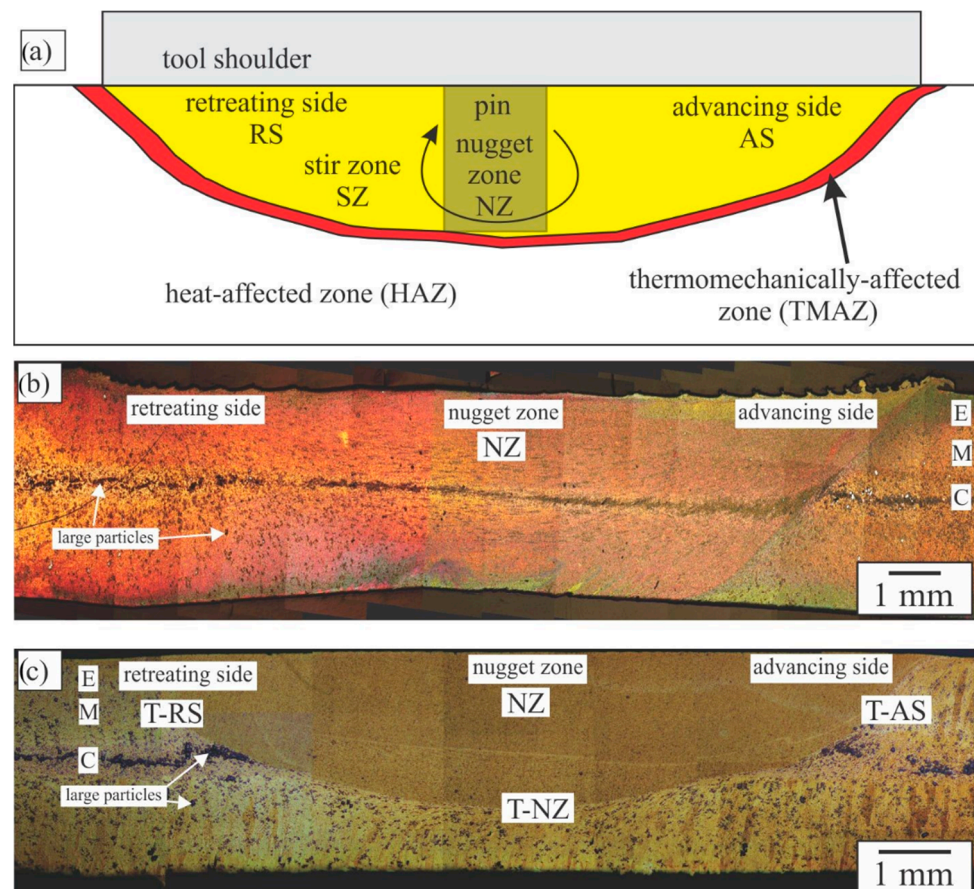 (a)
tool shoulder
retreating side
RS
stir zone
SZ
pin
nugget
zone
NZ
advancing side
AS
heat-affected zone (HAZ)
thermomechanically-affected
zone (TMAZ)
(b)
retreating side
nugget zone
NZ
advancing side
E
M
C
large particles
1 mm
(c)
E
M
C
retreating side
T-RS
nugget zone
NZ
advancing side
T-AS
large particles
T-NZ
1 mm